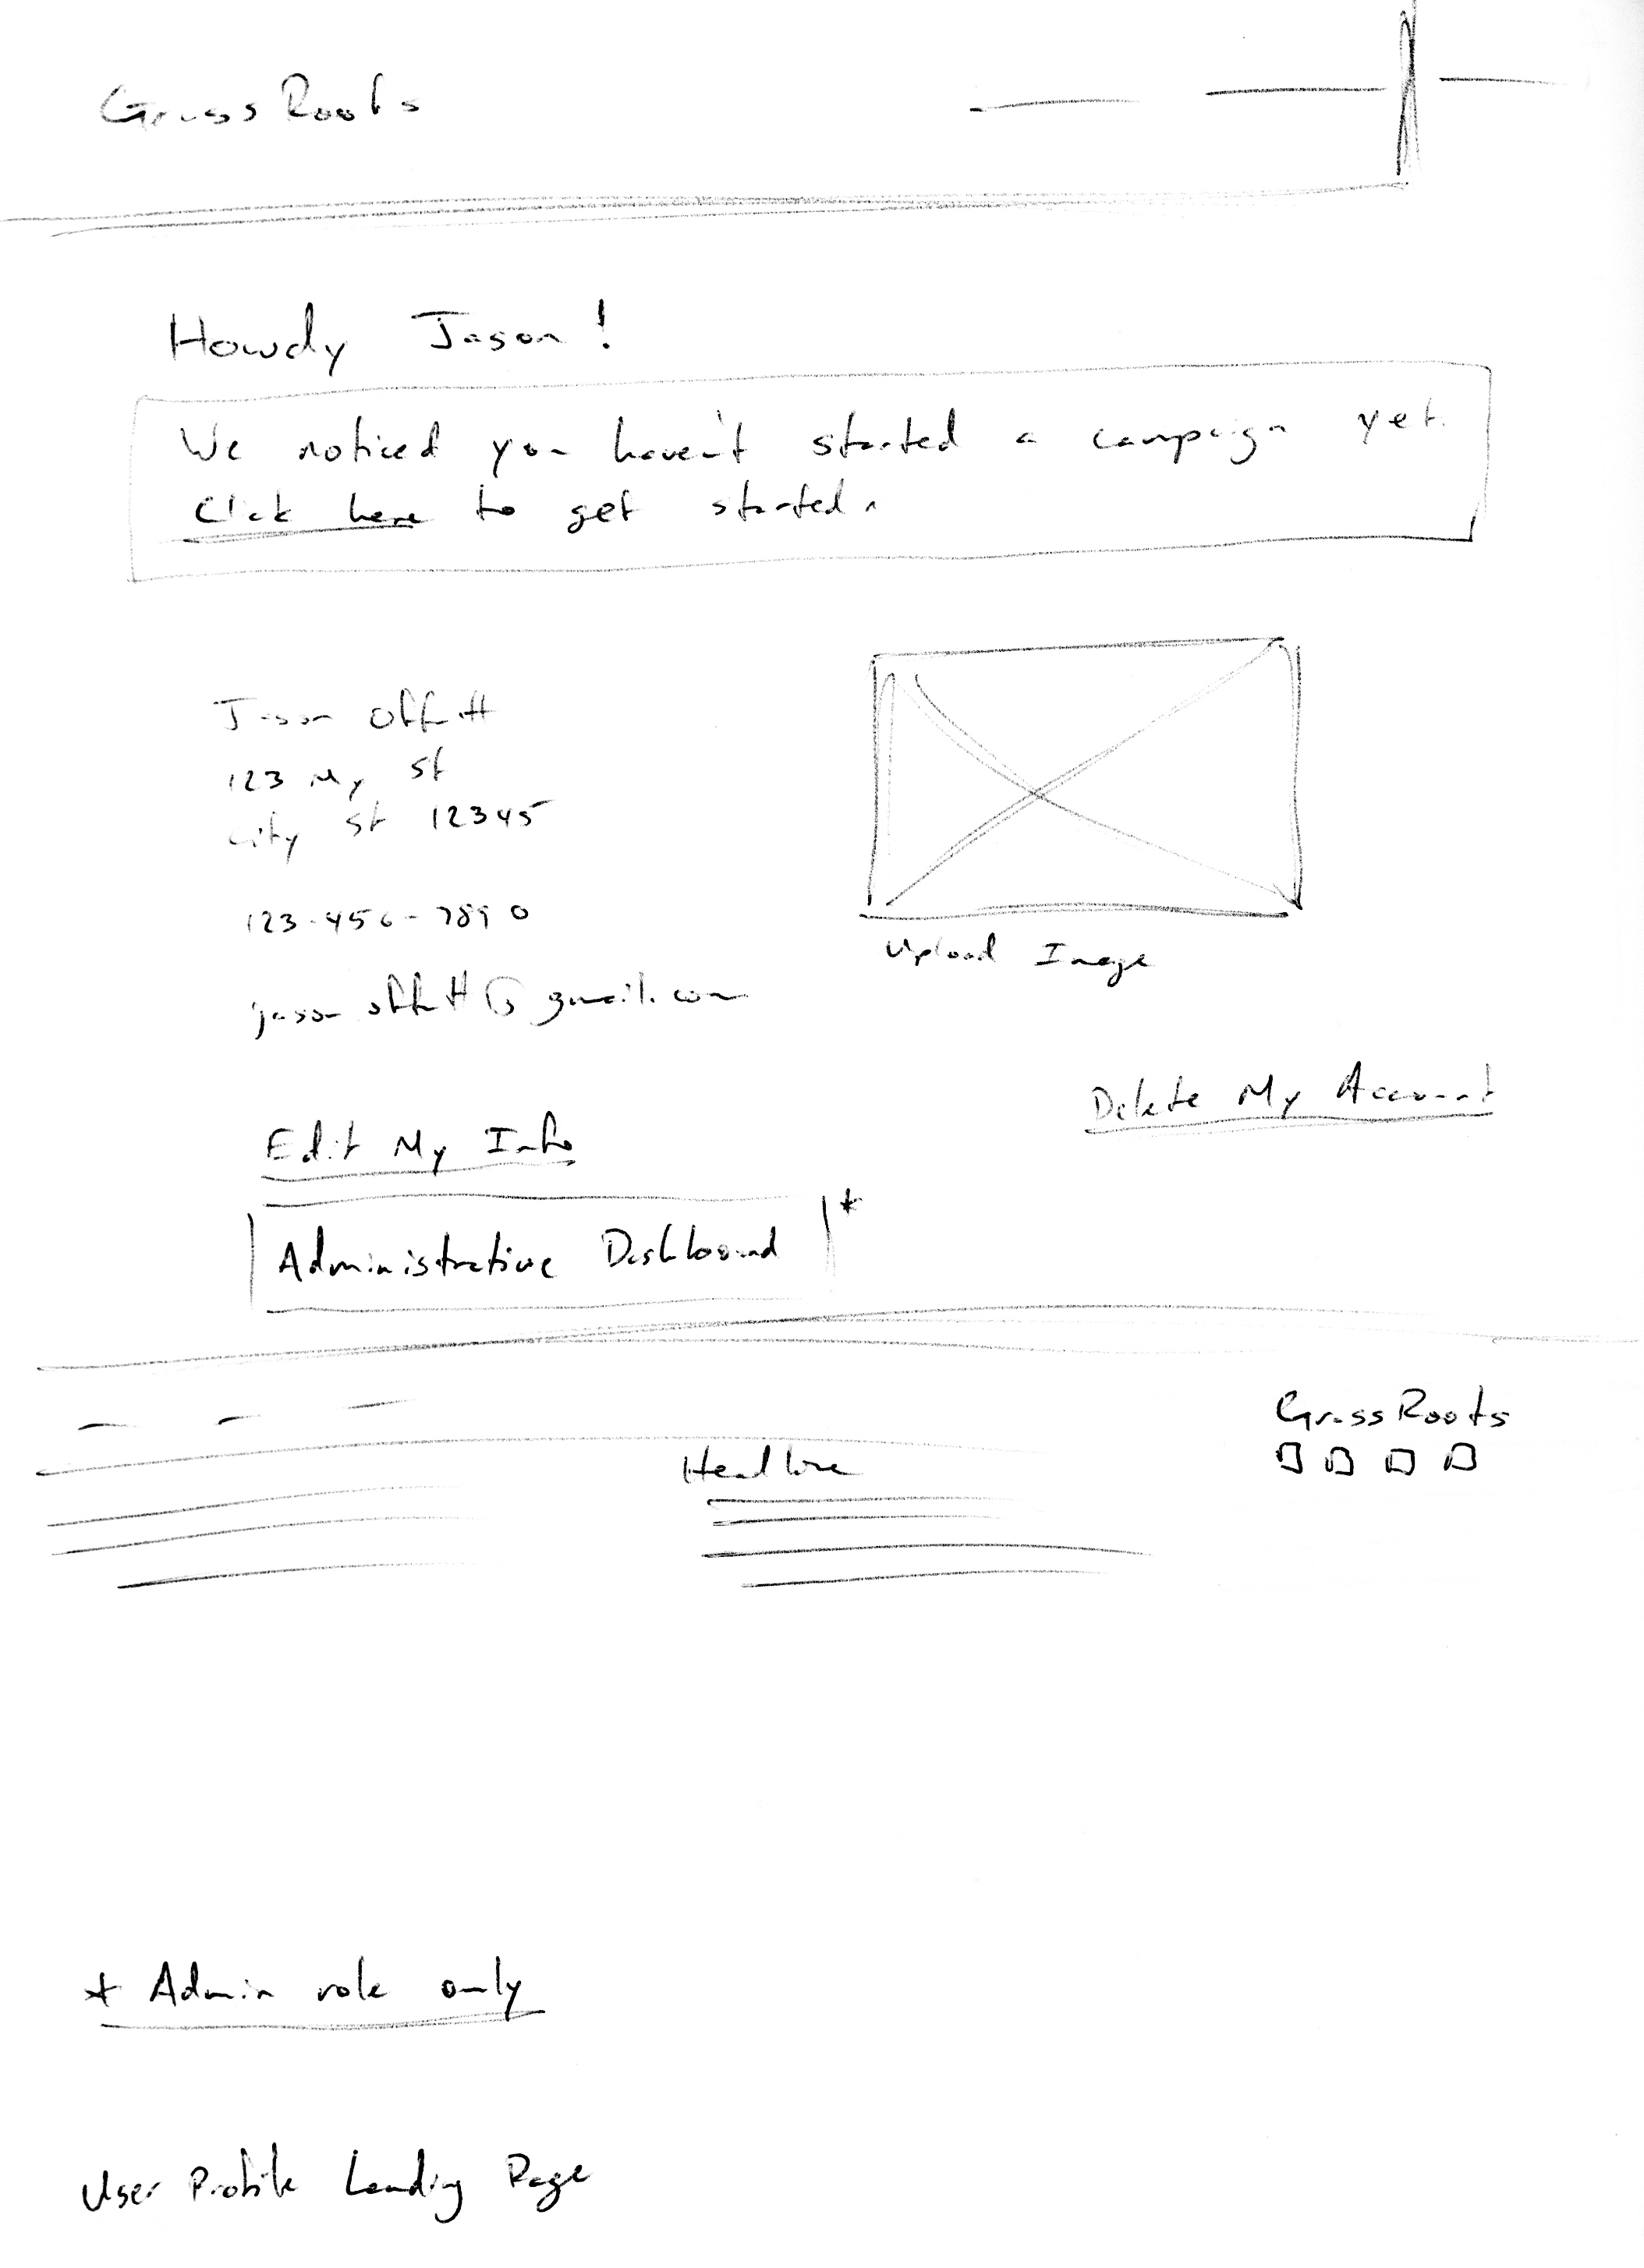 GrassRoots
Howdy Jason!
We noticed you haven't started a campaign yet.
Click here to get started.
Jason Offutt
123 My St
City St 12345
123-456-7890
Upload Image
jasonoffutt@gmail.com
Delete My Account
Edit My Info
Administrative Dashboard *
GrassRoots
Headline
* Admin role only
User Profile Landing Page